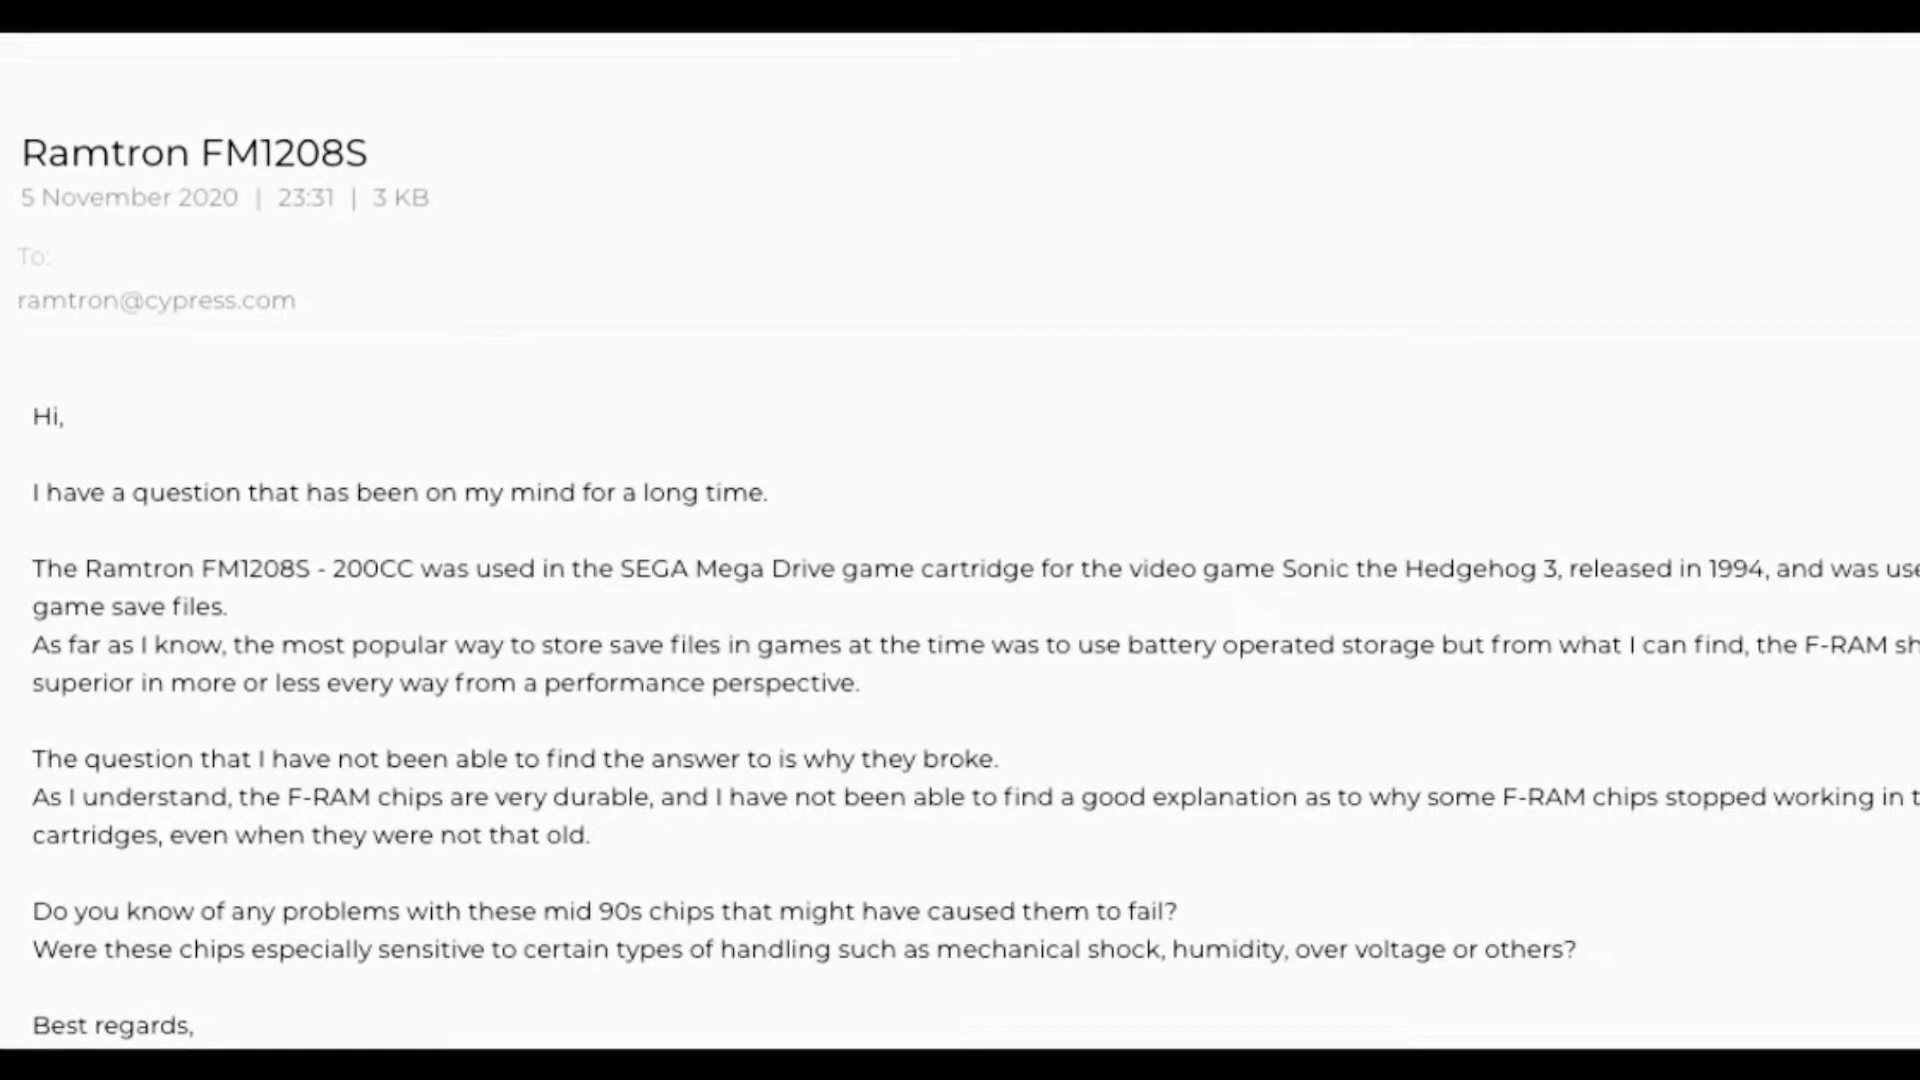 Ramtron FM1208S
5 November 2020 | 23:31 | 3 KB
To:
ramtron@cypress.com
Hi,
I have a question that has been on my mind for a long time.
The Ramtron FM1208S - 200CC was used in the SEGA Mega Drive game cartridge for the video game Sonic the Hedgehog 3, released in 1994, and was
game save files.
As far as I know, the most popular way to store save files in games at the time was to use battery operated storage but from what I can find, the F-RAM
superior in more or less every way from a performance perspective.
The question that I have not been able to find the answer to is why they broke.
As I understand, the F-RAM chips are very durable, and I have not been able to find a good explanation as to why some F-RAM chips stopped working in
cartridges, even when they were not that old.
Do you know of any problems with these mid 90s chips that might have caused them to fail?
Were these chips especially sensitive to certain types of handling such as mechanical shock, humidity, over voltage or others?
Best regards,